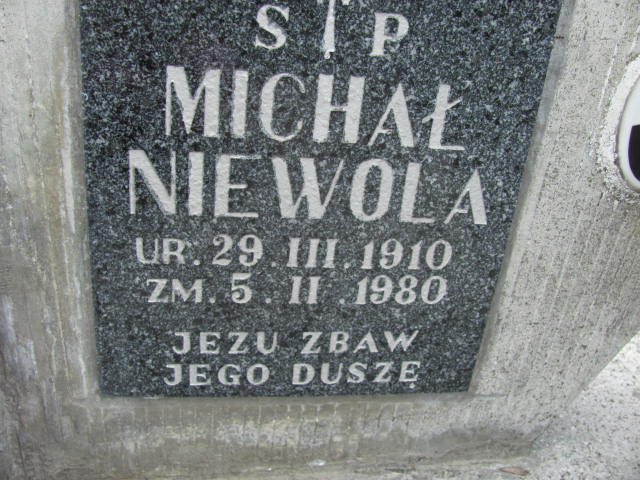 S P
MICHAŁ
NIEWOLA
UR. 29. III. 1910
ZM. 5. II. 1980
JEZU ZBAW
JEGO DUSZĘ